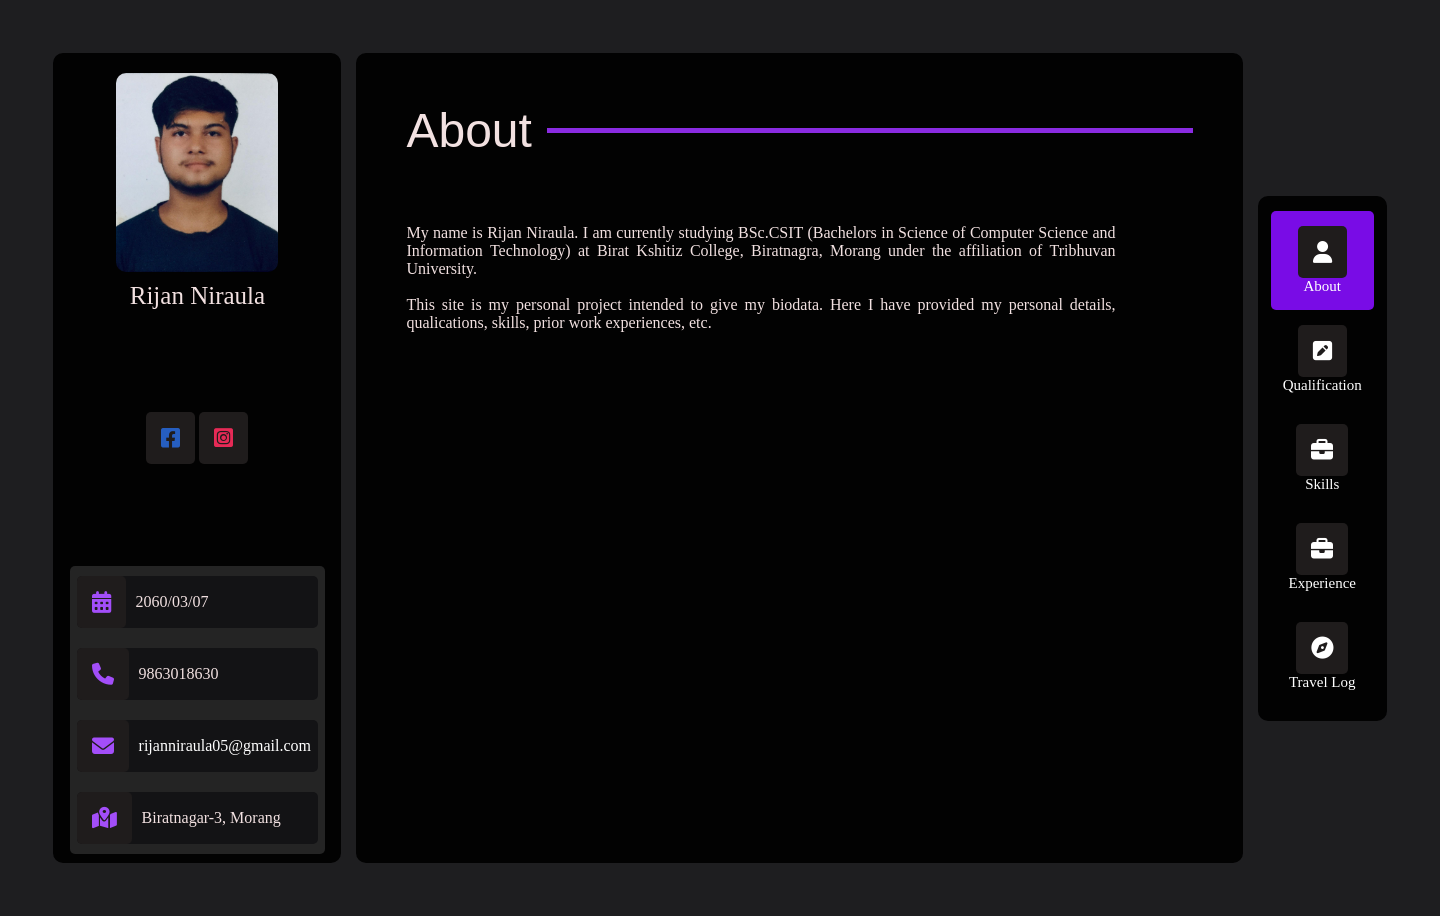 Rijan Niraula
2060/03/07
9863018630
rijanniraula05@gmail.com
Biratnagar-3, Morang
About
My name is Rijan Niraula. I am currently studying BSc.CSIT (Bachelors in Science of Computer Science and
Information Technology) at Birat Kshitiz College, Biratnagra, Morang under the affiliation of Tribhuvan
University.
This site is my personal project intended to give my biodata. Here I have provided my personal details,
qualications, skills, prior work experiences, etc.
About
Qualification
Skills
Experience
Travel Log